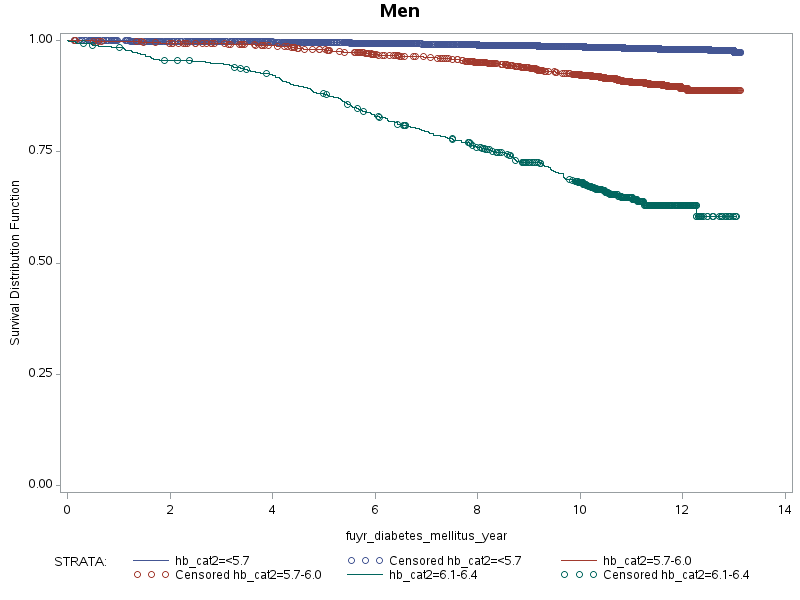 Men
1.00
0.75
0.50
0.25
0.00
Survival Distribution Function
0 2 4 6 8 10 12 14
fuyr_diabetes_mellitus_year
STRATA: hb_cat2=<5.7 Censored hb_cat2=<5.7 hb_cat2=5.7-6.0
Censored hb_cat2=5.7-6.0 hb_cat2=6.1-6.4 Censored hb_cat2=6.1-6.4